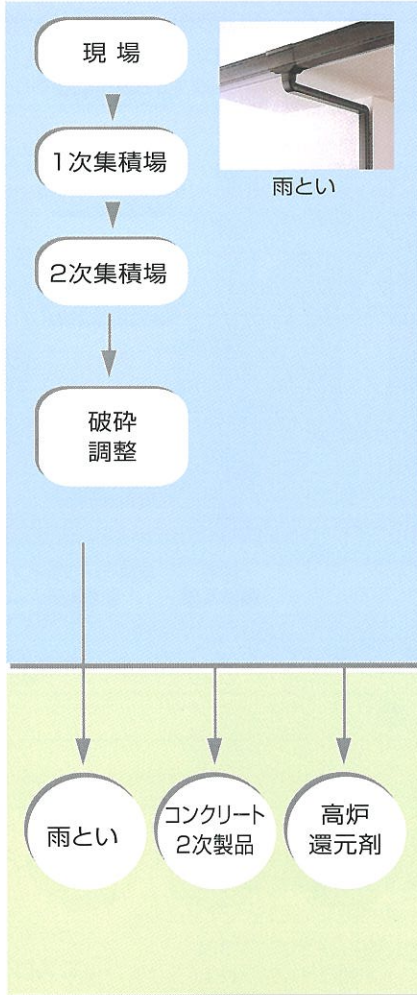 現場
雨とい
1次集積場
2次集積場
破砕
調整
雨とい
コンクリート
2次製品
高炉
還元剤